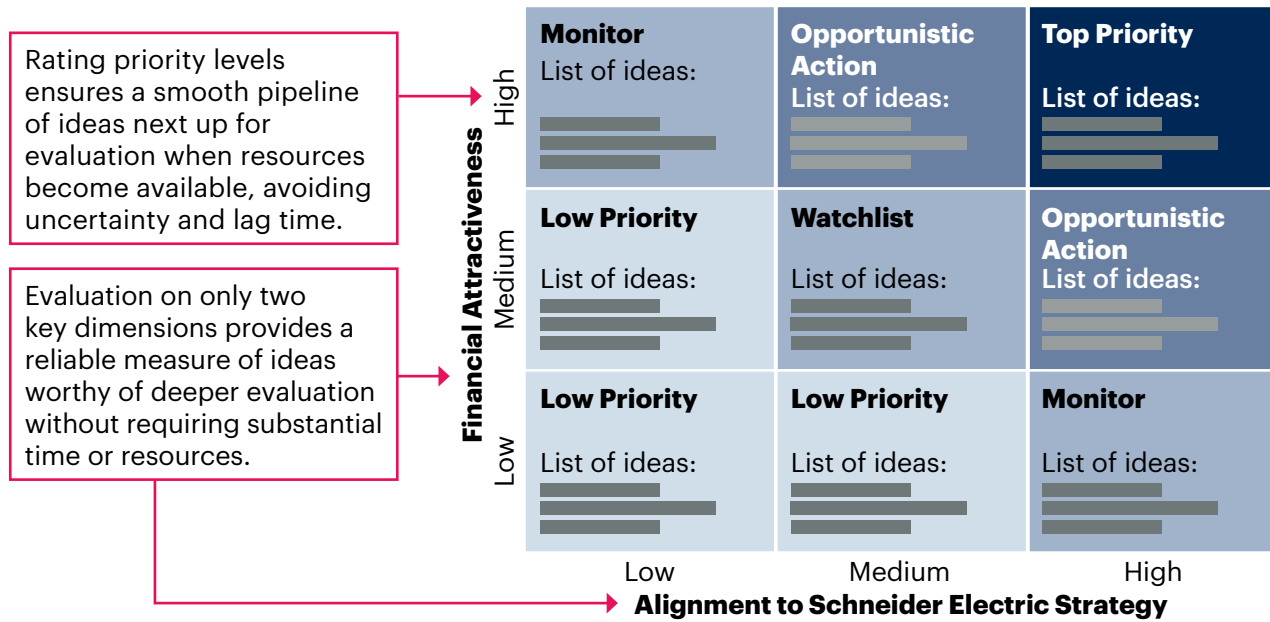 Rating priority levels
ensures a smooth pipeline
of ideas next up for
evaluation when resources
become available, avoiding
uncertainty and lag time.
Evaluation on only two
key dimensions provides a
reliable measure of ideas
worthy of deeper evaluation
without requiring substantial
time or resources.
Financial Attractiveness
High
Monitor
List of ideas:
Opportunistic
Action
List of ideas:
Top Priority
List of ideas:
Medium
Low Priority
List of ideas:
Watchlist
List of ideas:
Opportunistic
Action
List of ideas:
Low
Low Priority
List of ideas:
Low Priority
List of ideas:
Monitor
List of ideas:
Low
Medium
High
Alignment to Schneider Electric Strategy